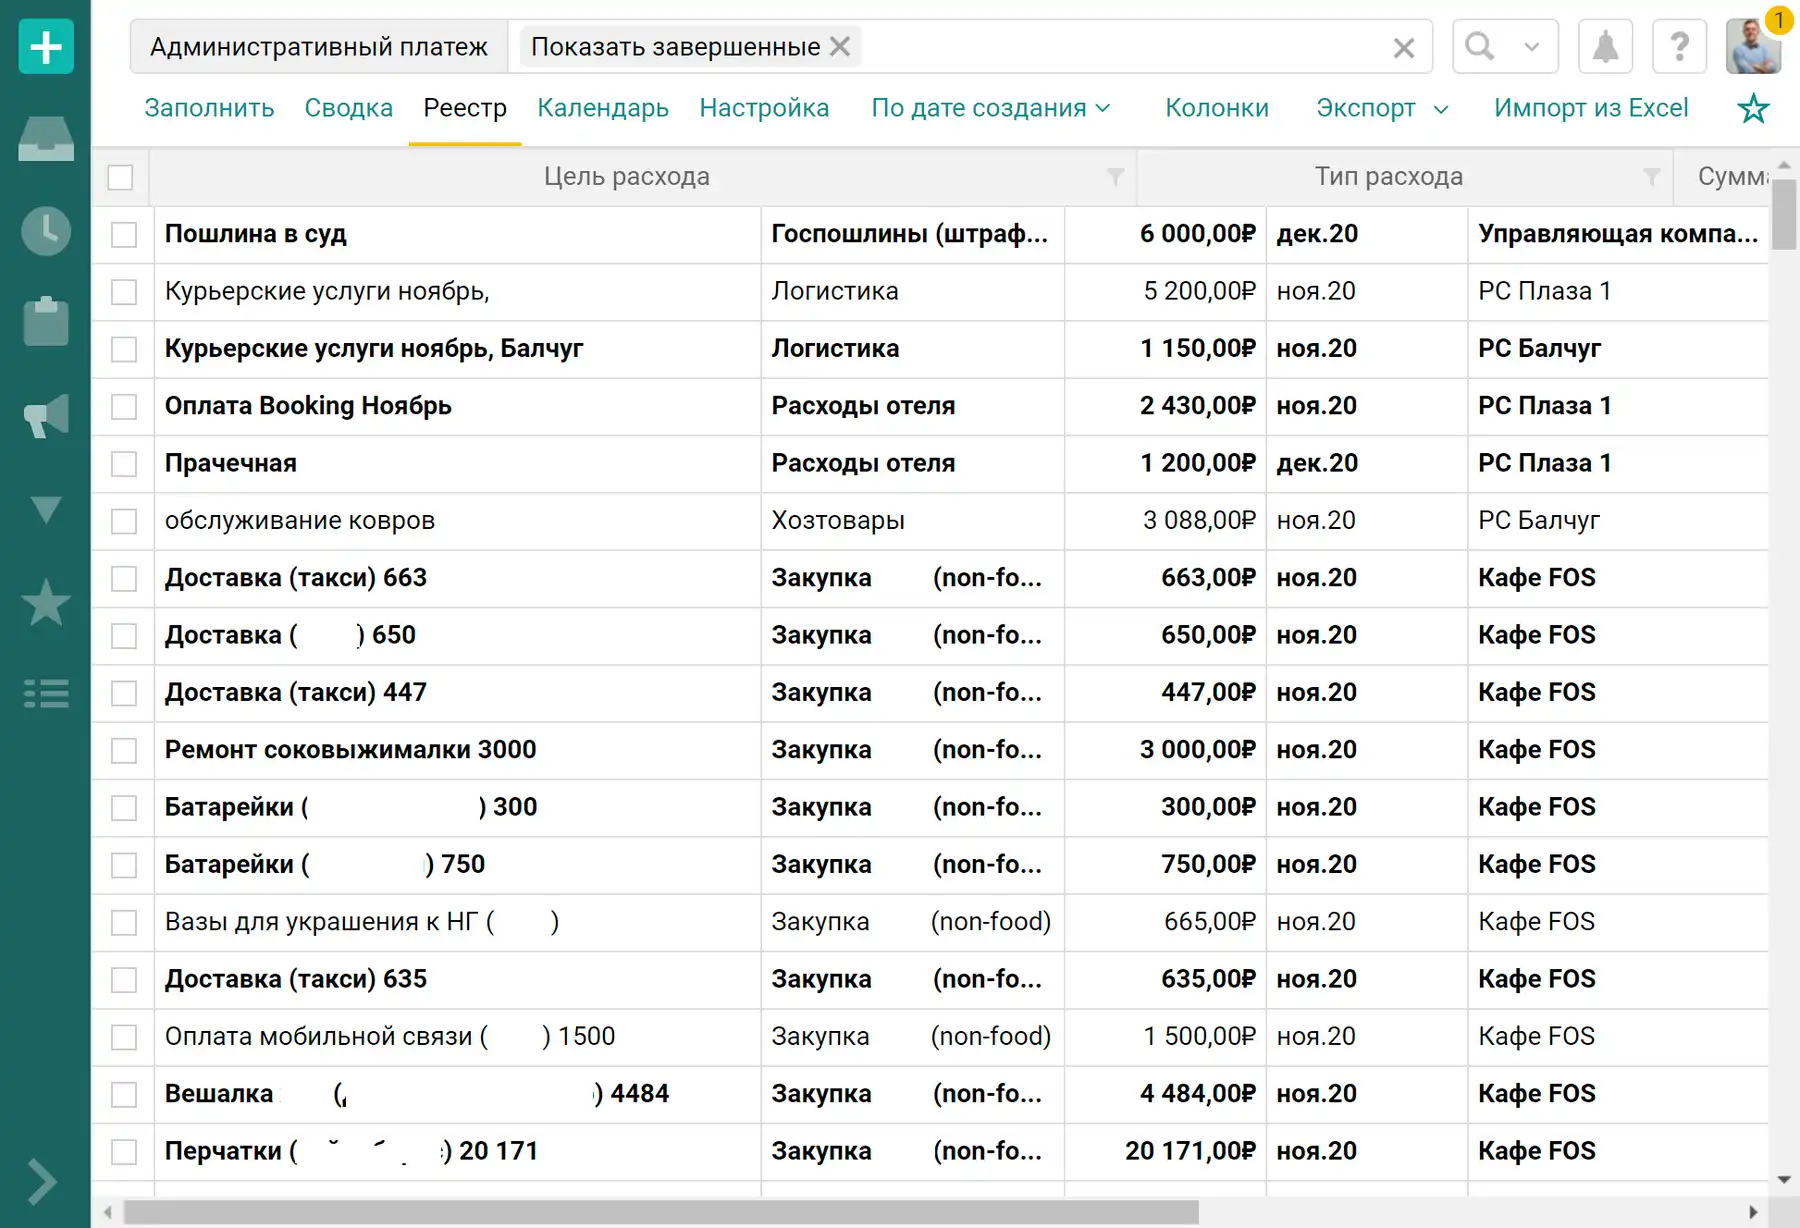 Административный платеж Показать завершенные
1
Заполнить Сводка Реестр Календарь Настройка По дате создания Колонки Экспорт Импорт из Excel
Цель расхода Тип расхода Сумма
Пошлина в суд Госпошлины (штраф... 6 000,00₽ дек.20 Управляющая компа...
Курьерские услуги ноябрь, Логистика 5 200,00₽ ноя.20 РС Плаза 1
Курьерские услуги ноябрь, Балчуг Логистика 1 150,00₽ ноя.20 РС Балчуг
Оплата Booking Ноябрь Расходы отеля 2 430,00₽ ноя.20 РС Плаза 1
Прачечная Расходы отеля 1 200,00₽ дек.20 РС Плаза 1
обслуживание ковров Хозтовары 3 088,00₽ ноя.20 РС Балчуг
Доставка (такси) 663 Закупка (non-fo... 663,00₽ ноя.20 Кафе FOS
Доставка ( ) 650 Закупка (non-fo... 650,00₽ ноя.20 Кафе FOS
Доставка (такси) 447 Закупка (non-fo... 447,00₽ ноя.20 Кафе FOS
Ремонт соковыжималки 3000 Закупка (non-fo... 3 000,00₽ ноя.20 Кафе FOS
Батарейки ( ) 300 Закупка (non-fo... 300,00₽ ноя.20 Кафе FOS
Батарейки ( ) 750 Закупка (non-fo... 750,00₽ ноя.20 Кафе FOS
Вазы для украшения к НГ ( ) Закупка (non-food) 665,00₽ ноя.20 Кафе FOS
Доставка (такси) 635 Закупка (non-fo... 635,00₽ ноя.20 Кафе FOS
Оплата мобильной связи ( ) 1500 Закупка (non-food) 1 500,00₽ ноя.20 Кафе FOS
Вешалка ( ) 4484 Закупка (non-fo... 4 484,00₽ ноя.20 Кафе FOS
Перчатки ( ) 20 171 Закупка (non-fo... 20 171,00₽ ноя.20 Кафе FOS